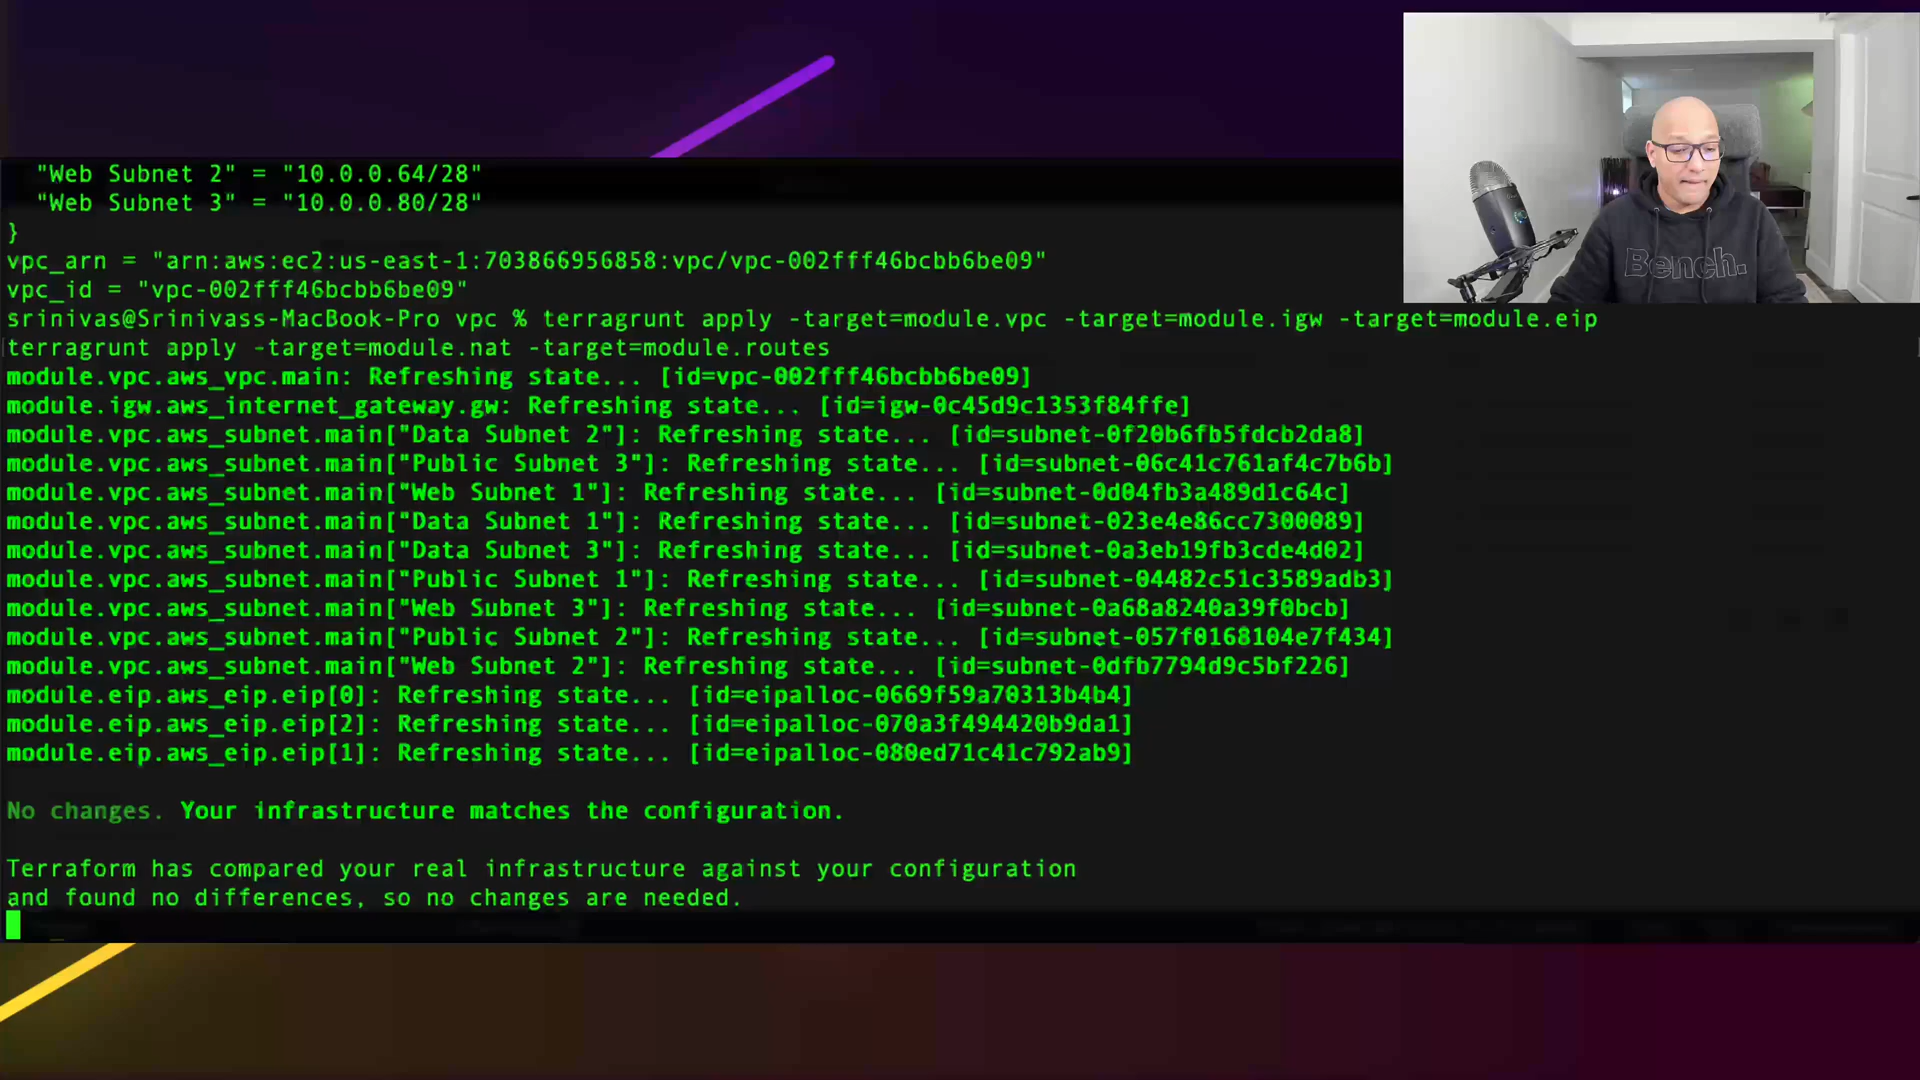 "Web Subnet 2" = "10.0.0.64/28"
"Web Subnet 3" = "10.0.0.80/28"
}
vpc_arn = "arn:aws:ec2:us-east-1:703866956858:vpc/vpc-002fff46bcbb6be09"
vpc_id = "vpc-002fff46bcbb6be09"
srinivas@Srinivass-MacBook-Pro vpc % terragrunt apply -target=module.vpc -target=module.igw -target=module.eip
terragrunt apply -target=module.nat -target=module.routes
module.vpc.aws_vpc.main: Refreshing state... [id=vpc-002fff46bcbb6be09]
module.igw.aws_internet_gateway.gw: Refreshing state... [id=igw-0c45d9c1353f84ffe]
module.vpc.aws_subnet.main["Data Subnet 2"]: Refreshing state... [id=subnet-0f20b6fb5fdcb2da8]
module.vpc.aws_subnet.main["Public Subnet 3"]: Refreshing state... [id=subnet-06c41c761af4c7b6b]
module.vpc.aws_subnet.main["Web Subnet 1"]: Refreshing state... [id=subnet-0d04fb3a489d1c64c]
module.vpc.aws_subnet.main["Data Subnet 1"]: Refreshing state... [id=subnet-023e4e86cc7300089]
module.vpc.aws_subnet.main["Data Subnet 3"]: Refreshing state... [id=subnet-0a3eb19fb3cde4d02]
module.vpc.aws_subnet.main["Public Subnet 1"]: Refreshing state... [id=subnet-04482c51c3589adb3]
module.vpc.aws_subnet.main["Web Subnet 3"]: Refreshing state... [id=subnet-0a68a8240a39f0bcb]
module.vpc.aws_subnet.main["Public Subnet 2"]: Refreshing state... [id=subnet-057f0168104e7f434]
module.vpc.aws_subnet.main["Web Subnet 2"]: Refreshing state... [id=subnet-0dfb7794d9c5bf226]
module.eip.aws_eip.eip[0]: Refreshing state... [id=eipalloc-0669f59a70313b4b4]
module.eip.aws_eip.eip[2]: Refreshing state... [id=eipalloc-070a3f494420b9da1]
module.eip.aws_eip.eip[1]: Refreshing state... [id=eipalloc-080ed71c41c792ab9]
No changes. Your infrastructure matches the configuration.
Terraform has compared your real infrastructure against your configuration
and found no differences, so no changes are needed.
Bench.